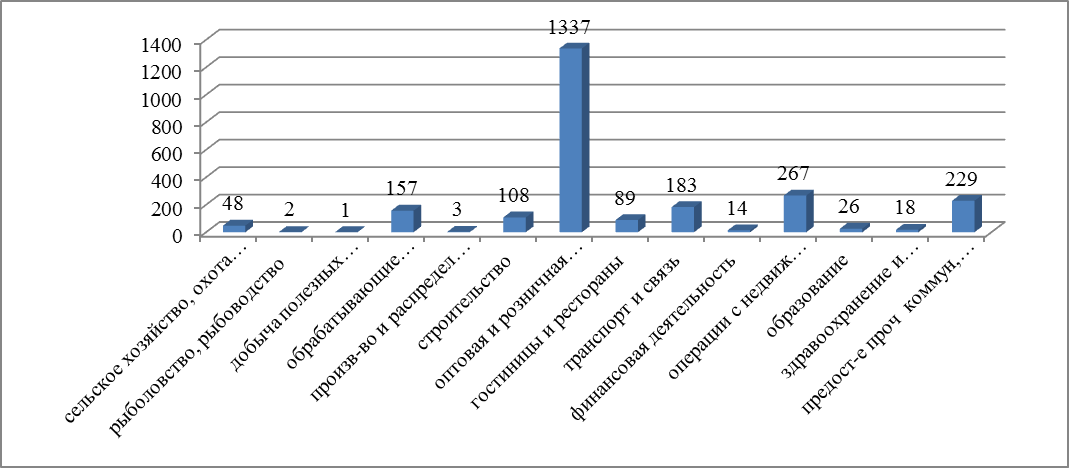 1400
1200
1000
800
600
400
200
0
48
2
1
157
3
108
1337
89
183
14
267
26
18
229
сельское хозяйство, охота…
рыболовство, рыбоводство
добыча полезных…
обрабатывающие…
произв-во и распредел…
строительство
оптовая и розничная…
гостиницы и рестораны
транспорт и связь
финансовая деятельность
операции с недвиж…
образование
здравоохранение и…
предост-е проч коммун,…